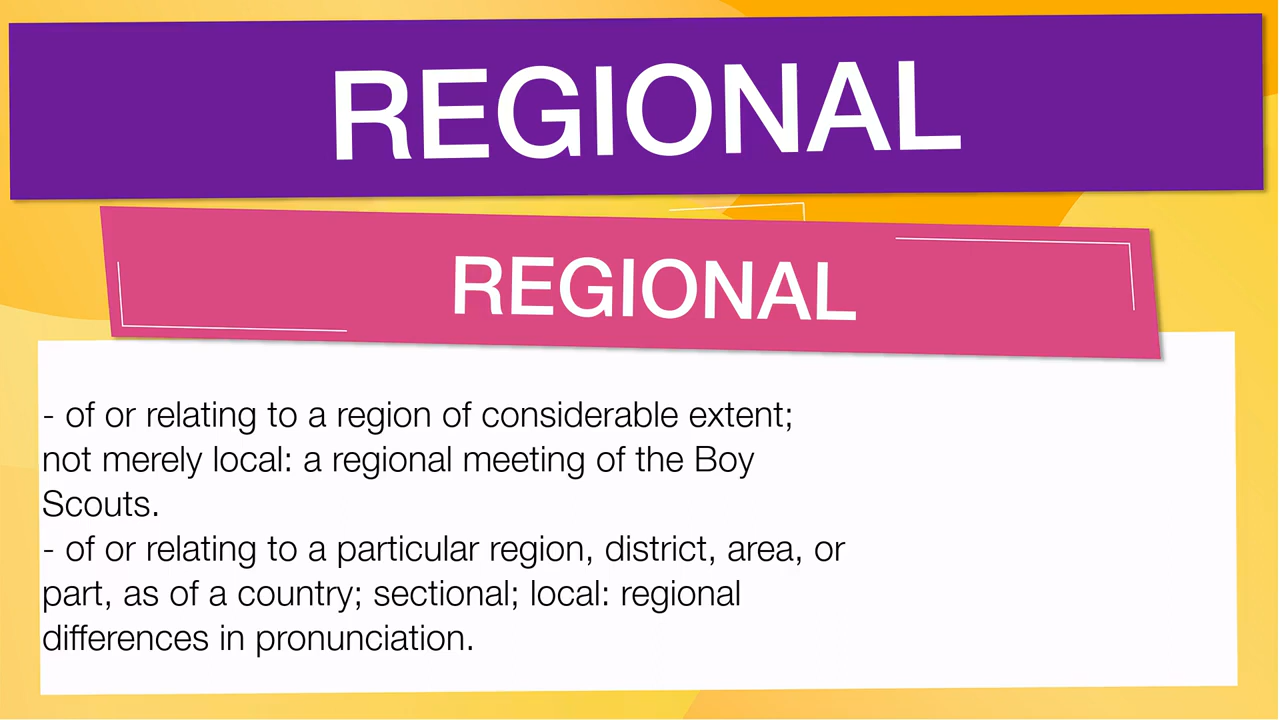 REGIONAL
REGIONAL
- of or relating to a region of considerable extent;
not merely local: a regional meeting of the Boy
Scouts.
- of or relating to a particular region, district, area, or
part, as of a country; sectional; local: regional
differences in pronunciation.